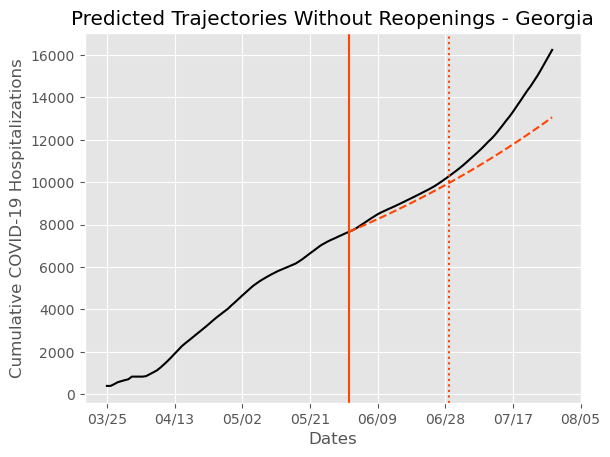 Predicted Trajectories Without Reopenings - Georgia
Cumulative COVID-19 Hospitalizations
16000
14000
12000
10000
8000
6000
4000
2000
0
03/25 04/13 05/02 05/21 06/09 06/28 07/17 08/05
Dates